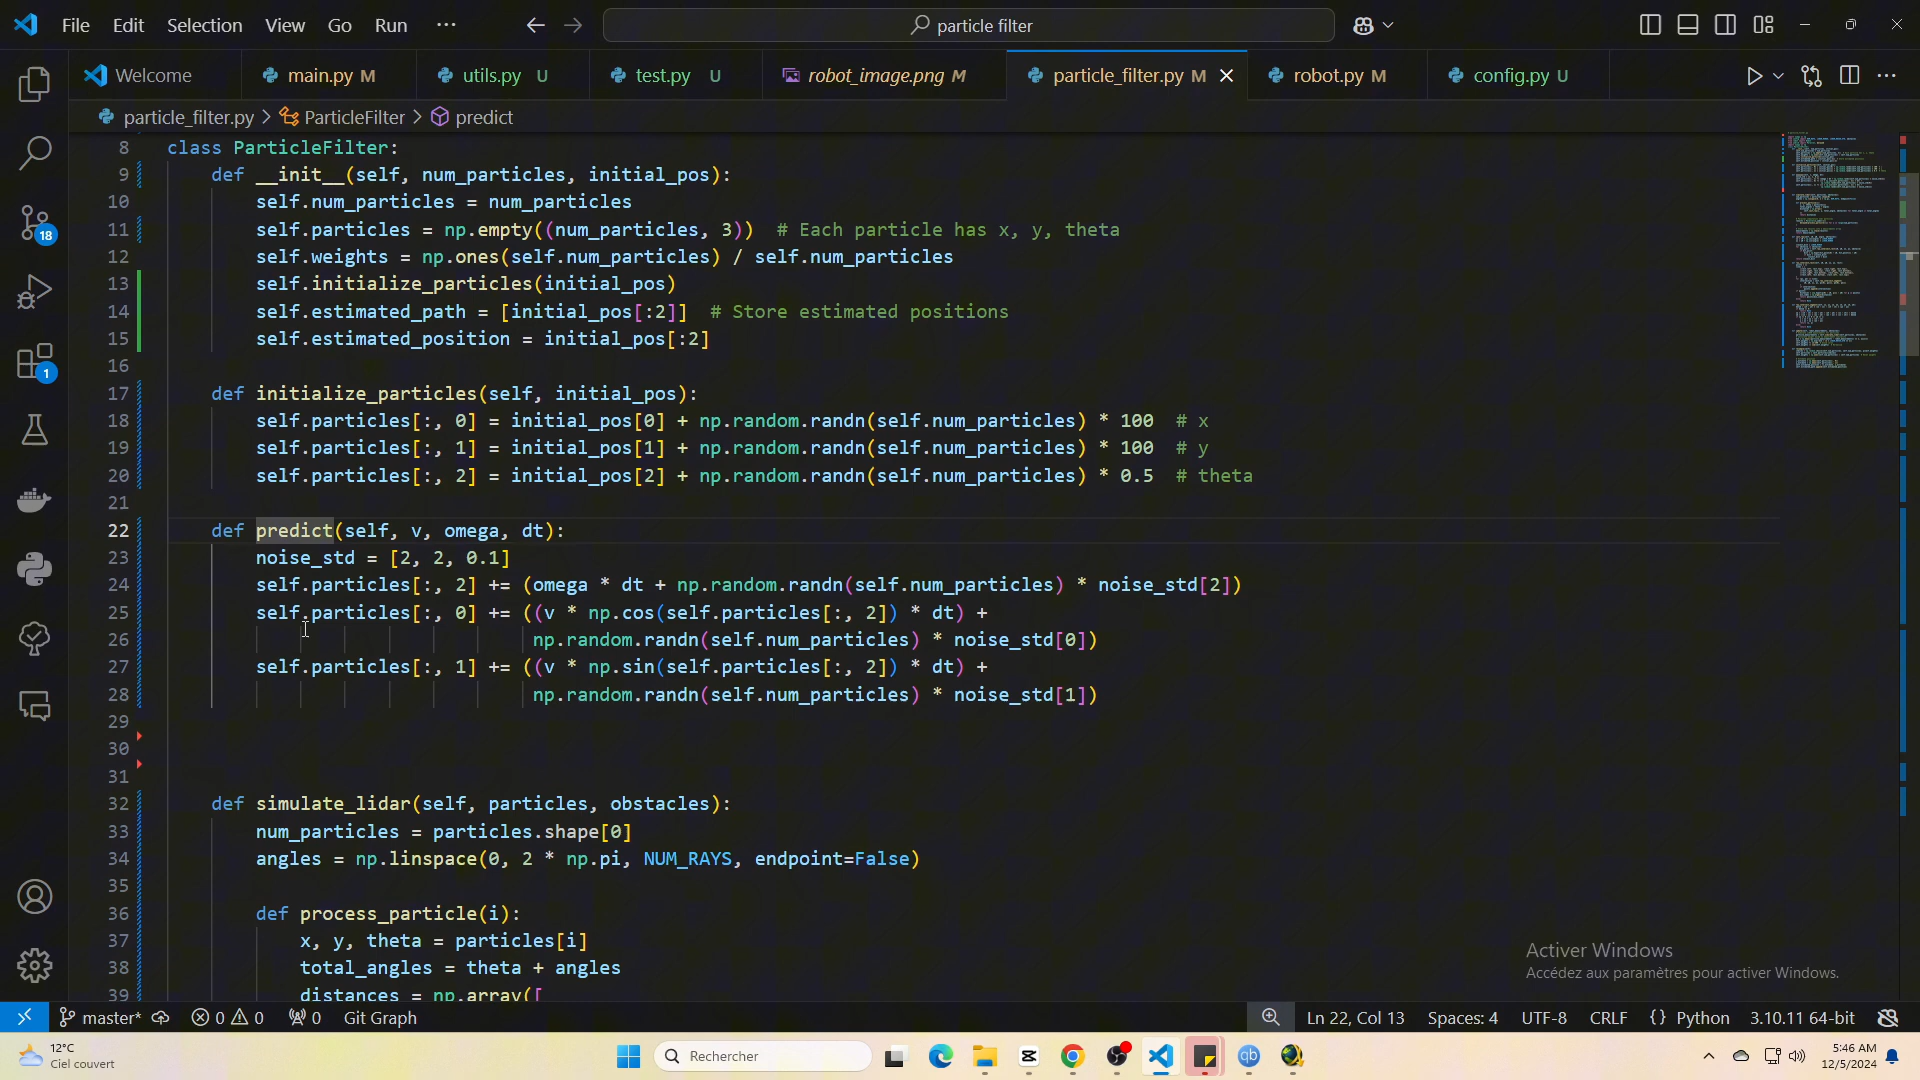 File Edit Selection View Go Run ··· particle filter
Welcome main.py M utils.py U test.py U robot_image.png M particle_filter.py M robot.py M config.py U
particle_filter.py > ParticleFilter > predict
8 class ParticleFilter:
9 def __init__(self, num_particles, initial_pos):
10 self.num_particles = num_particles
11 self.particles = np.empty((num_particles, 3)) # Each particle has x, y, theta
12 self.weights = np.ones(self.num_particles) / self.num_particles
13 self.initialize_particles(initial_pos)
14 self.estimated_path = [initial_pos[:2]] # Store estimated positions
15 self.estimated_position = initial_pos[:2]
16
17 def initialize_particles(self, initial_pos):
18 self.particles[:, 0] = initial_pos[0] + np.random.randn(self.num_particles) * 100 # x
19 self.particles[:, 1] = initial_pos[1] + np.random.randn(self.num_particles) * 100 # y
20 self.particles[:, 2] = initial_pos[2] + np.random.randn(self.num_particles) * 0.5 # theta
21
22 def predict(self, v, omega, dt):
23 noise_std = [2, 2, 0.1]
24 self.particles[:, 2] += (omega * dt + np.random.randn(self.num_particles) * noise_std[2])
25 self.particles[:, 0] += ((v * np.cos(self.particles[:, 2]) * dt) +
26 np.random.randn(self.num_particles) * noise_std[0])
27 self.particles[:, 1] += ((v * np.sin(self.particles[:, 2]) * dt) +
28 np.random.randn(self.num_particles) * noise_std[1])
29
30
31
32 def simulate_lidar(self, particles, obstacles):
33 num_particles = particles.shape[0]
34 angles = np.linspace(0, 2 * np.pi, NUM_RAYS, endpoint=False)
35
36 def process_particle(i):
37 x, y, theta = particles[i]
38 total_angles = theta + angles
39 distances = np.array([
18
1
Activer Windows
Accédez aux paramètres pour activer Windows.
master* 0 0 0 Git Graph Ln 22, Col 13 Spaces: 4 UTF-8 CRLF {} Python 3.10.11 64-bit
12°C
Ciel couvert
Rechercher
qb
5:46 AM
12/5/2024